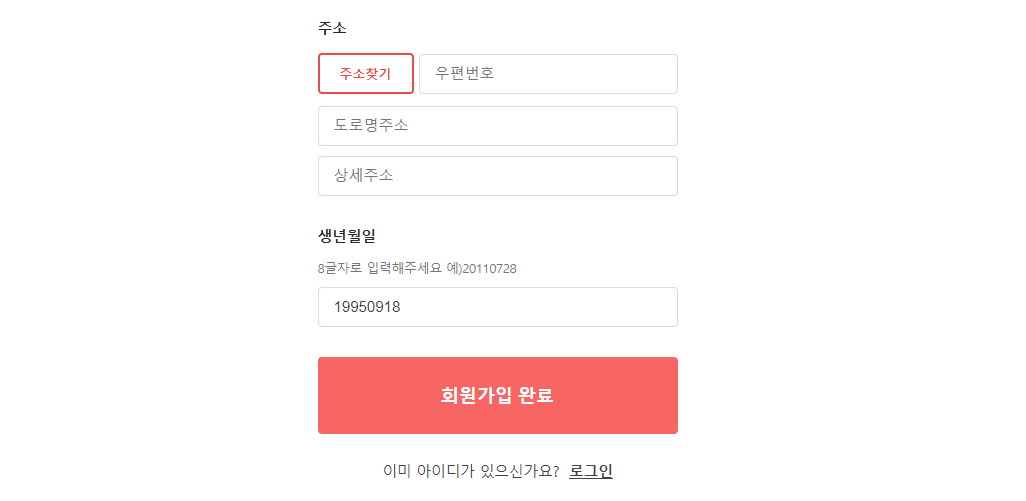 주소
주소찾기 우편번호
도로명주소
상세주소
생년월일
8글자로 입력해주세요 예)20110728
19950918
회원가입 완료
이미 아이디가 있으신가요? 로그인